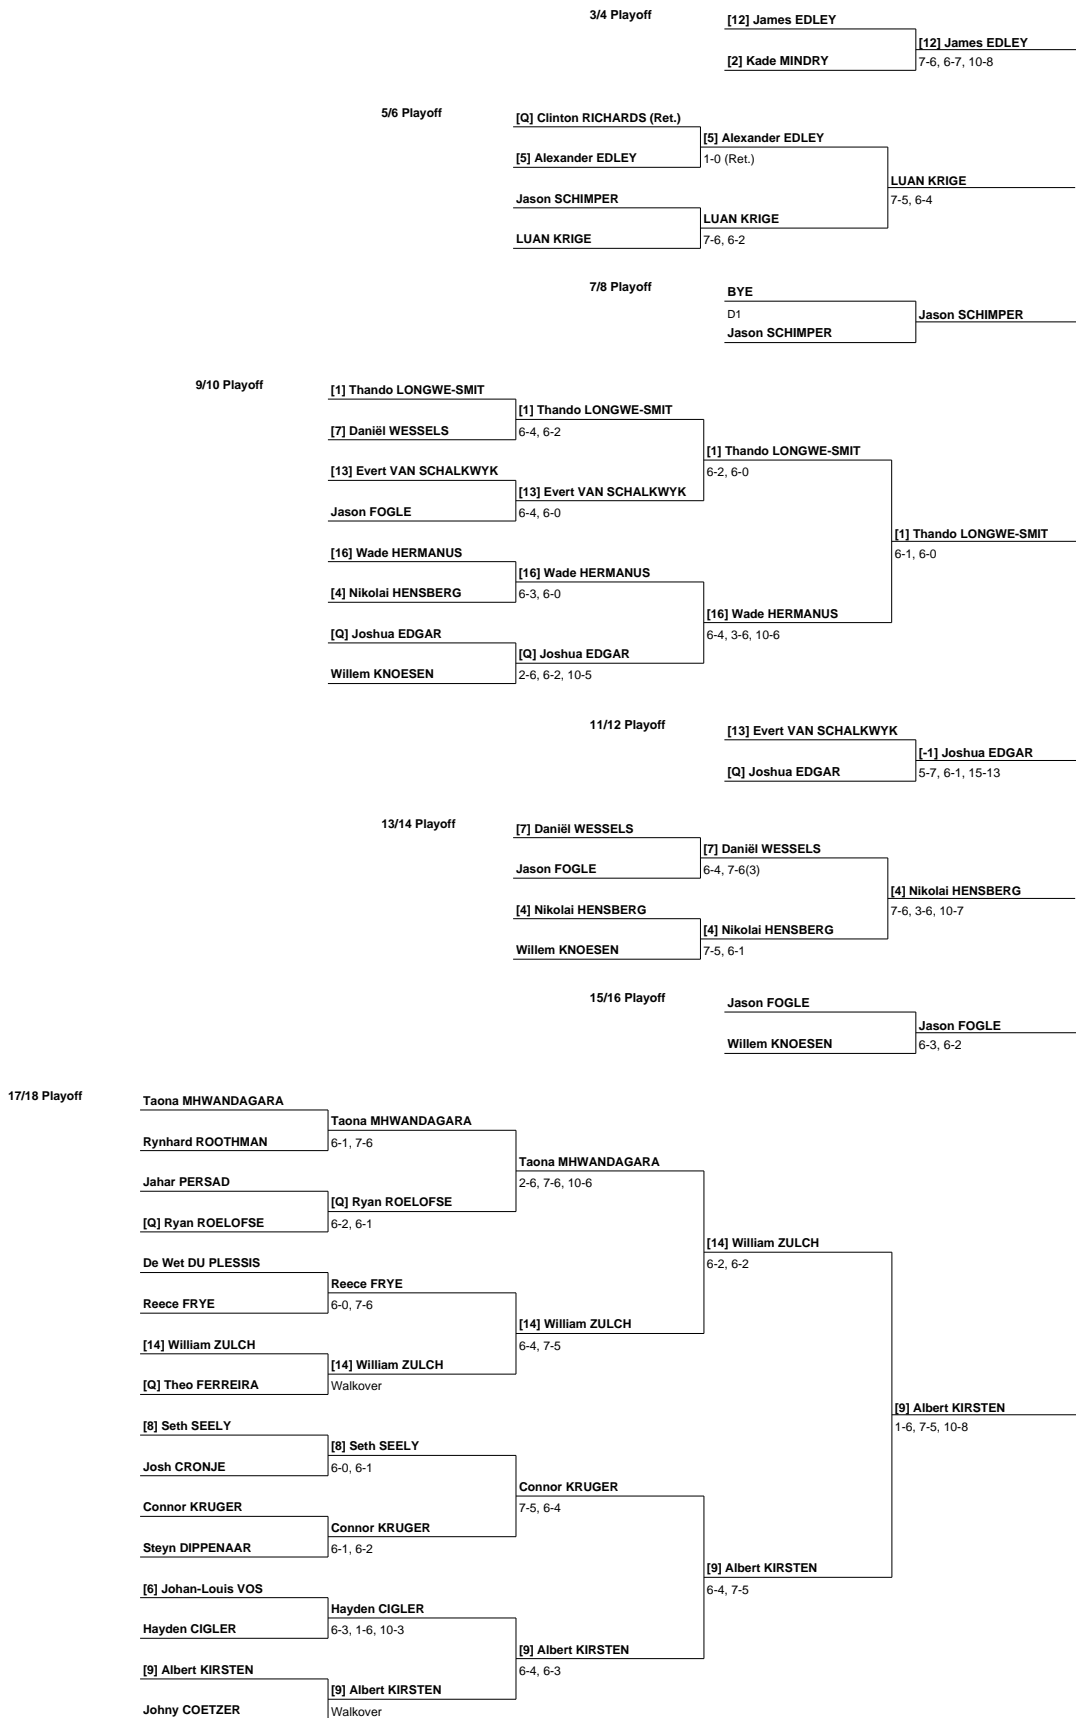 3/4 Playoff
[12] James EDLEY
[12] James EDLEY
[2] Kade MINDRY
7-6, 6-7, 10-8
5/6 Playoff
[Q] Clinton RICHARDS (Ret.)
[5] Alexander EDLEY
[5] Alexander EDLEY
1-0 (Ret.)
LUAN KRIGE
Jason SCHIMPER
7-5, 6-4
LUAN KRIGE
LUAN KRIGE
7-6, 6-2
7/8 Playoff
BYE
D1
Jason SCHIMPER
Jason SCHIMPER
9/10 Playoff
[1] Thando LONGWE-SMIT
[1] Thando LONGWE-SMIT
[7] Daniël WESSELS
6-4, 6-2
[1] Thando LONGWE-SMIT
[13] Evert VAN SCHALKWYK
6-2, 6-0
[13] Evert VAN SCHALKWYK
Jason FOGLE
6-4, 6-0
[1] Thando LONGWE-SMIT
[16] Wade HERMANUS
6-1, 6-0
[16] Wade HERMANUS
[4] Nikolai HENSBERG
6-3, 6-0
[16] Wade HERMANUS
[Q] Joshua EDGAR
6-4, 3-6, 10-6
[Q] Joshua EDGAR
Willem KNOESEN
2-6, 6-2, 10-5
11/12 Playoff
[13] Evert VAN SCHALKWYK
[-1] Joshua EDGAR
[Q] Joshua EDGAR
5-7, 6-1, 15-13
13/14 Playoff
[7] Daniël WESSELS
[7] Daniël WESSELS
Jason FOGLE
6-4, 7-6(3)
[4] Nikolai HENSBERG
[4] Nikolai HENSBERG
7-6, 3-6, 10-7
[4] Nikolai HENSBERG
Willem KNOESEN
7-5, 6-1
15/16 Playoff
Jason FOGLE
Jason FOGLE
Willem KNOESEN
6-3, 6-2
17/18 Playoff
Taona MHWANDAGARA
Taona MHWANDAGARA
Rynhard ROOTHMAN
6-1, 7-6
Taona MHWANDAGARA
Jahar PERSAD
2-6, 7-6, 10-6
[Q] Ryan ROELOFSE
[Q] Ryan ROELOFSE
6-2, 6-1
[14] William ZULCH
De Wet DU PLESSIS
6-2, 6-2
Reece FRYE
Reece FRYE
6-0, 7-6
[14] William ZULCH
[14] William ZULCH
6-4, 7-5
[14] William ZULCH
[Q] Theo FERREIRA
Walkover
[9] Albert KIRSTEN
[8] Seth SEELY
1-6, 7-5, 10-8
[8] Seth SEELY
Josh CRONJE
6-0, 6-1
Connor KRUGER
Connor KRUGER
7-5, 6-4
Connor KRUGER
Steyn DIPPENAAR
6-1, 6-2
[9] Albert KIRSTEN
[6] Johan-Louis VOS
6-4, 7-5
Hayden CIGLER
Hayden CIGLER
6-3, 1-6, 10-3
[9] Albert KIRSTEN
[9] Albert KIRSTEN
6-4, 6-3
[9] Albert KIRSTEN
Johny COETZER
Walkover